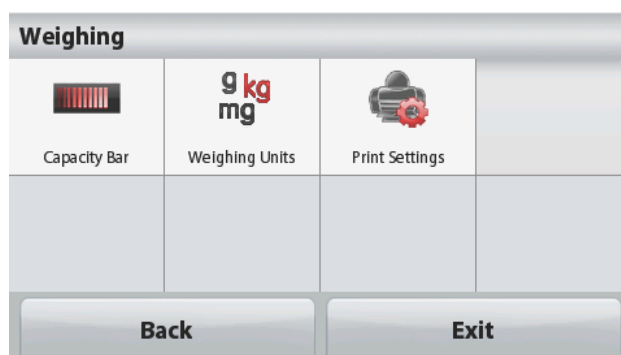 Weighing
g kg
mg
Capacity Bar
Weighing Units
Print Settings
Back
Exit